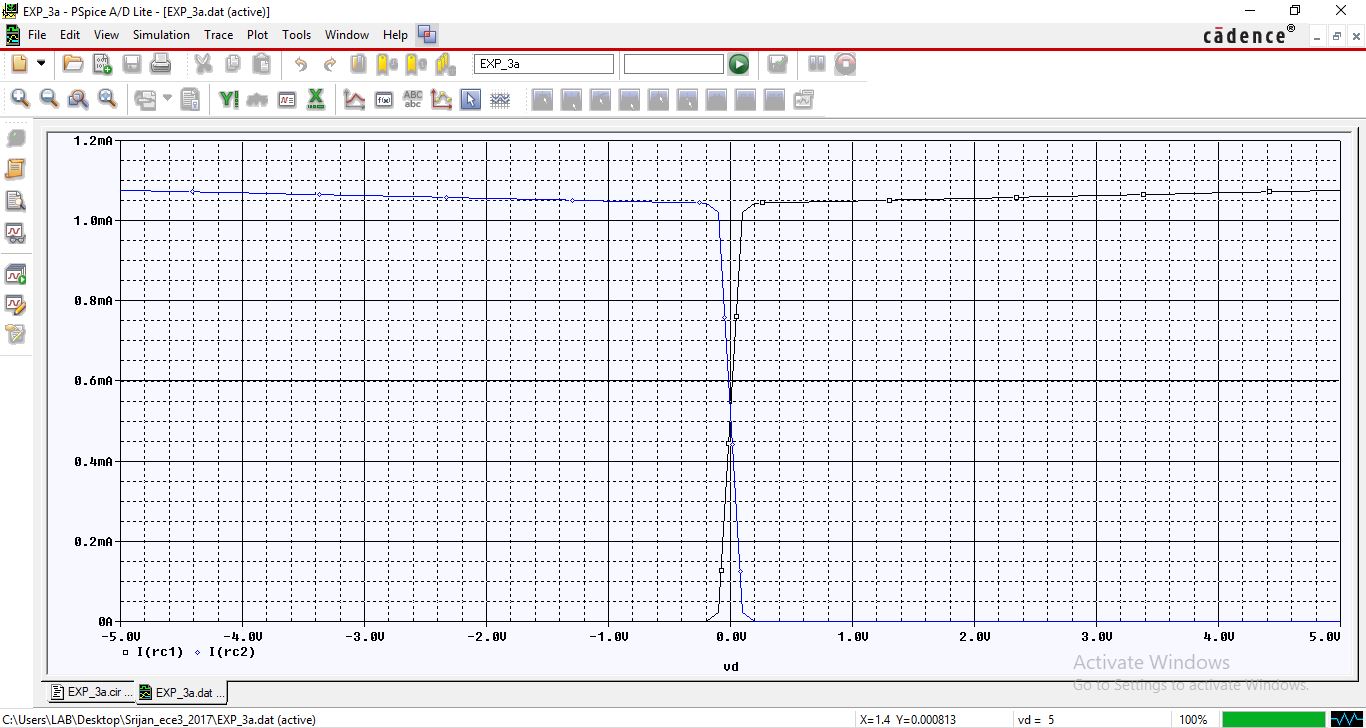 EXP_3a - PSpice A/D Lite - [EXP_3a.dat (active)]
File Edit View Simulation Trace Plot Tools Window Help
cādence®
EXP_3a
ABC
abc
1.2mA
1.0mA
0.8mA
0.6mA
0.4mA
0.2mA
0A
-5.0V -4.0V -3.0V -2.0V -1.0V 0.0V 1.0V 2.0V 3.0V 4.0V 5.0V
I(rc1) I(rc2)
vd
Activate Windows
Go to Settings to activate Windows.
EXP_3a.cir ... EXP_3a.dat ...
C:\Users\LAB\Desktop\Srijan_ece3_2017\EXP_3a.dat (active) X=1.4 Y=0.000813 vd = 5 100%